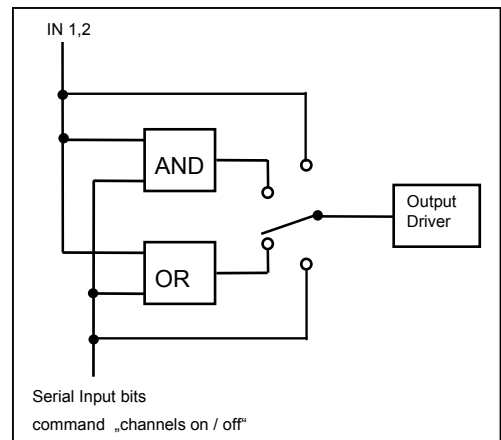 IN 1,2
AND
Output
Driver
OR
Serial Input bits
command „channels on / off“